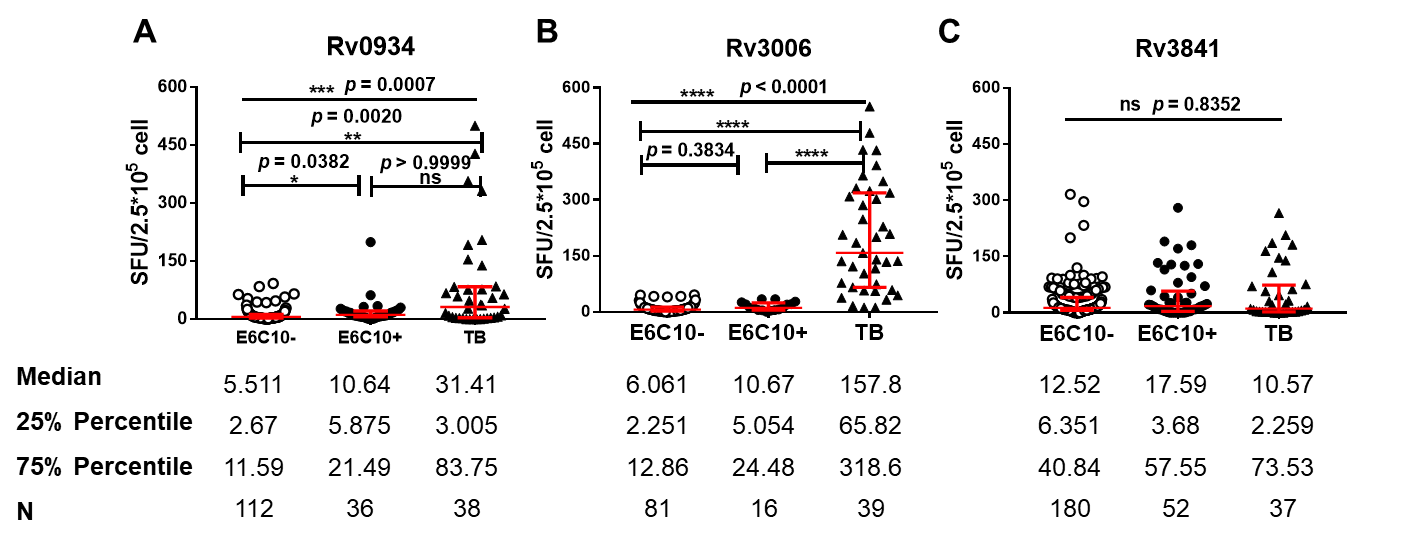 A
Rv0934
600
450
300
150
0
SFU/2.5*10⁵ cell
*** p = 0.0007
p = 0.0020
**
p = 0.0382
*
p > 0.9999
ns
E6C10- E6C10+ TB
B
Rv3006
600
450
300
150
0
SFU/2.5*10⁵ cell
**** p < 0.0001
****
p = 0.3834
****
E6C10- E6C10+ TB
C
Rv3841
600
450
300
150
0
SFU/2.5*10⁵ cell
ns p = 0.8352
E6C10- E6C10+ TB
Median 5.511 10.64 31.41 6.061 10.67 157.8 12.52 17.59 10.57
25% Percentile 2.67 5.875 3.005 2.251 5.054 65.82 6.351 3.68 2.259
75% Percentile 11.59 21.49 83.75 12.86 24.48 318.6 40.84 57.55 73.53
N 112 36 38 81 16 39 180 52 37